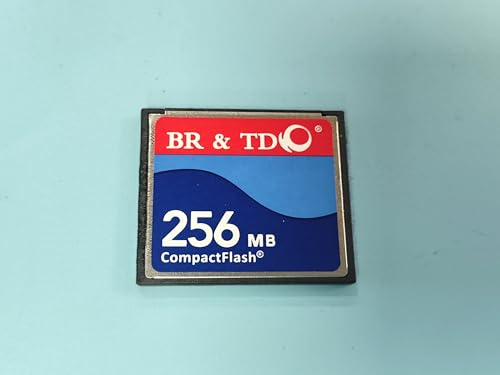 BR & TD ®
256 MB
CompactFlash®